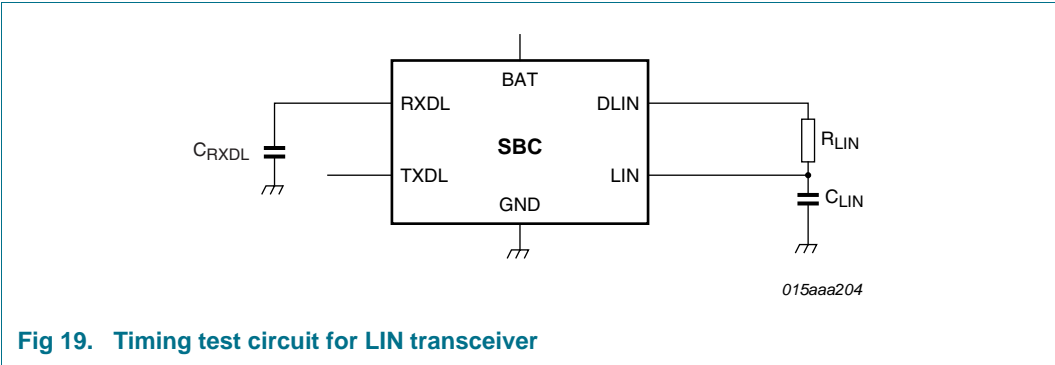 BAT
RXDL DLIN
RLIN
CRXDL SBC
TXDL LIN
CLIN
GND
015aaa204
Fig 19. Timing test circuit for LIN transceiver